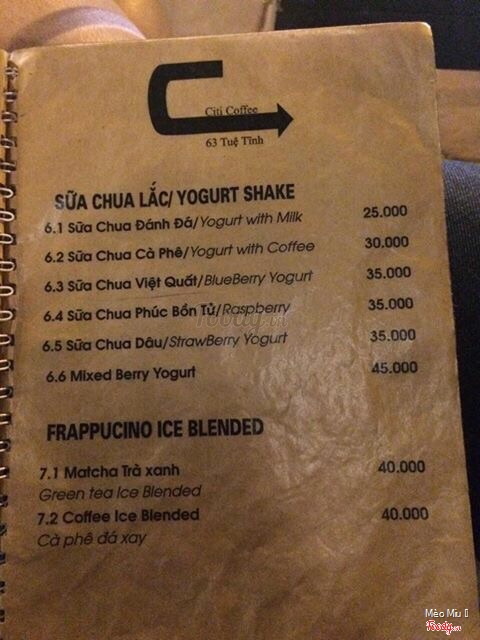 Citi Coffee
63 Tuệ Tĩnh
SỮA CHUA LẮC/ YOGURT SHAKE
6.1 Sữa Chua Đánh Đá/Yogurt with Milk 25.000
6.2 Sữa Chua Cà Phê/Yogurt with Coffee 30.000
6.3 Sữa Chua Việt Quất/BlueBerry Yogurt 35.000
6.4 Sữa Chua Phúc Bồn Tử/Raspberry 35.000
6.5 Sữa Chua Dâu/StrawBerry Yogurt 35.000
6.6 Mixed Berry Yogurt 45.000
FRAPPUCINO ICE BLENDED
7.1 Matcha Trà xanh 40.000
Green tea Ice Blended
7.2 Coffee Ice Blended 40.000
Cà phê đá xay
Mèo Miu
Foody.vn